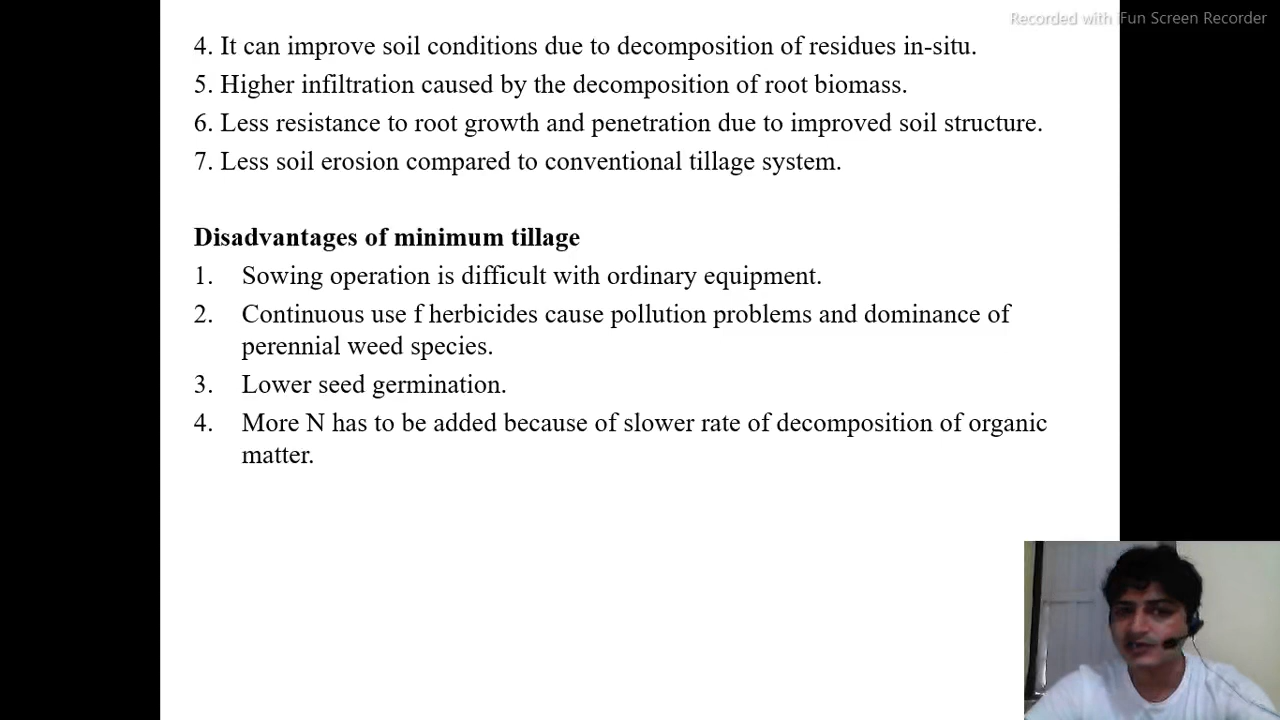 Recorded with iFun Screen Recorder
4. It can improve soil conditions due to decomposition of residues in-situ.
5. Higher infiltration caused by the decomposition of root biomass.
6. Less resistance to root growth and penetration due to improved soil structure.
7. Less soil erosion compared to conventional tillage system.
Disadvantages of minimum tillage
1. Sowing operation is difficult with ordinary equipment.
2. Continuous use f herbicides cause pollution problems and dominance of
perennial weed species.
3. Lower seed germination.
4. More N has to be added because of slower rate of decomposition of organic
matter.